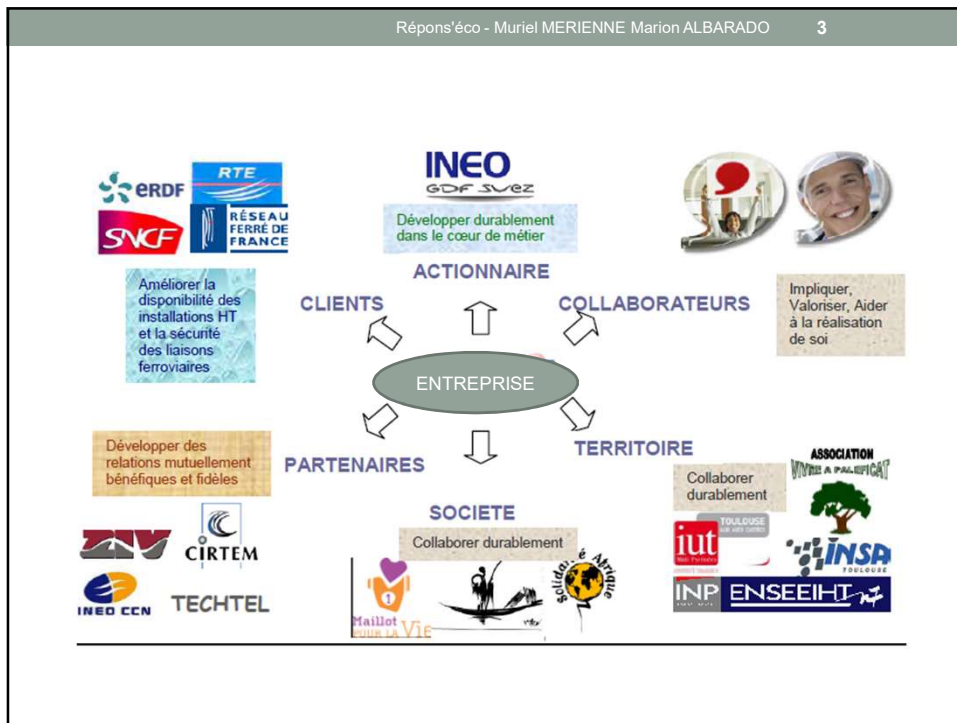 Répons'éco - Muriel MERIENNE Marion ALBARADO 3
eRDF
RTE
SNCF
RÉSEAU
FERRÉ DE
FRANCE
INEO
GDF SUEZ
Développer durablement
dans le cœur de métier
ACTIONNAIRE
Améliorer la
disponibilité des
installations HT
et la sécurité
des liaisons
ferroviaires
CLIENTS
COLLABORATEURS
Impliquer,
Valoriser, Aider
à la réalisation
de soi
ENTREPRISE
Développer des
relations mutuellement
bénéfiques et fidèles
PARTENAIRES
TERRITOIRE
SOCIETE
Collaborer durablement
ZIV
CIRTEM
INEO CCN
TECHTEL
1
Maillot
POUR LA Vie
Solidarité Afrique
Collaborer
durablement
ASSOCIATION
VIVRE A PALEFICAT
iut
TOULOUSE
INSA
TOULOUSE
INP
ENSEEIHT